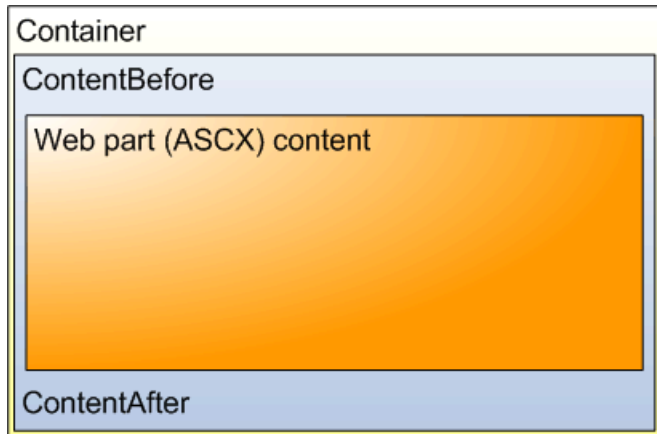 Container
ContentBefore
Web part (ASCX) content
ContentAfter